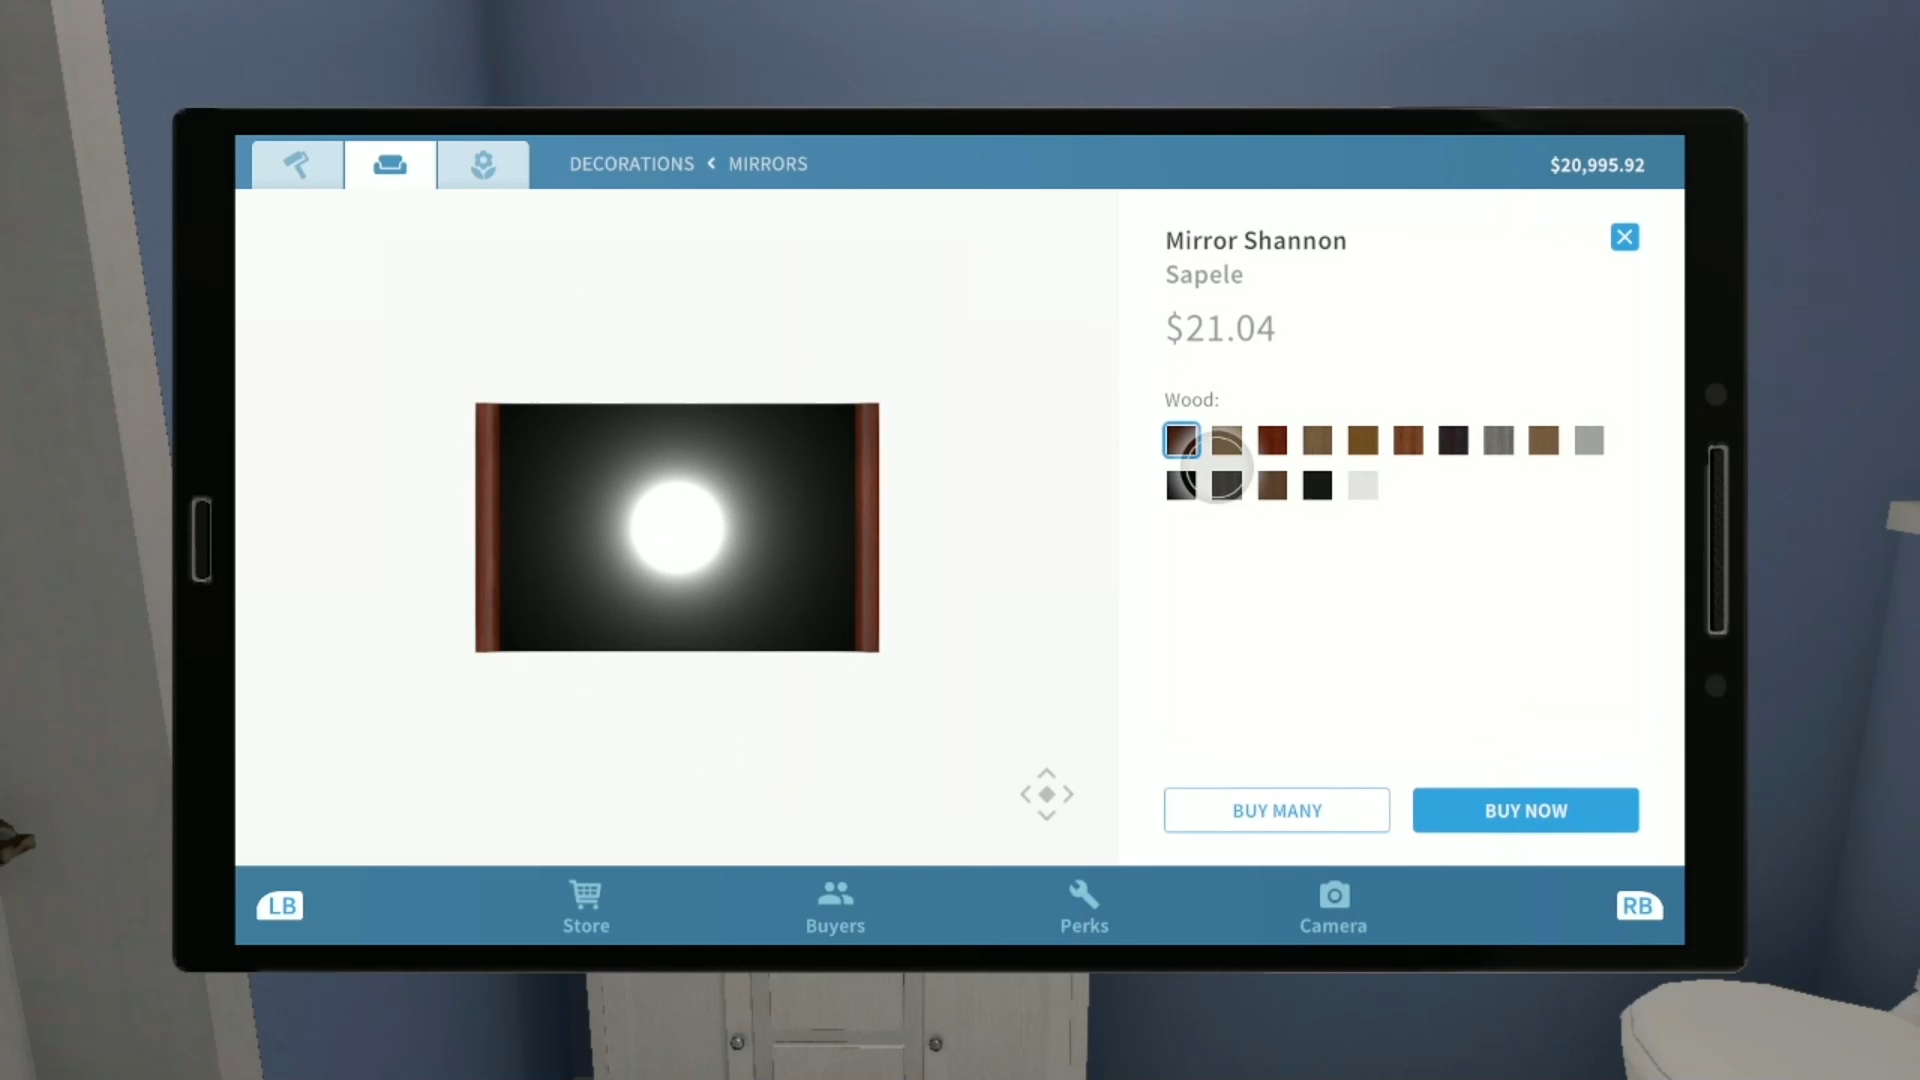 DECORATIONS < MIRRORS
$20,995.92
Mirror Shannon
Sapele
$21.04
Wood:
BUY MANY
BUY NOW
LB
Store
Buyers
Perks
Camera
RB